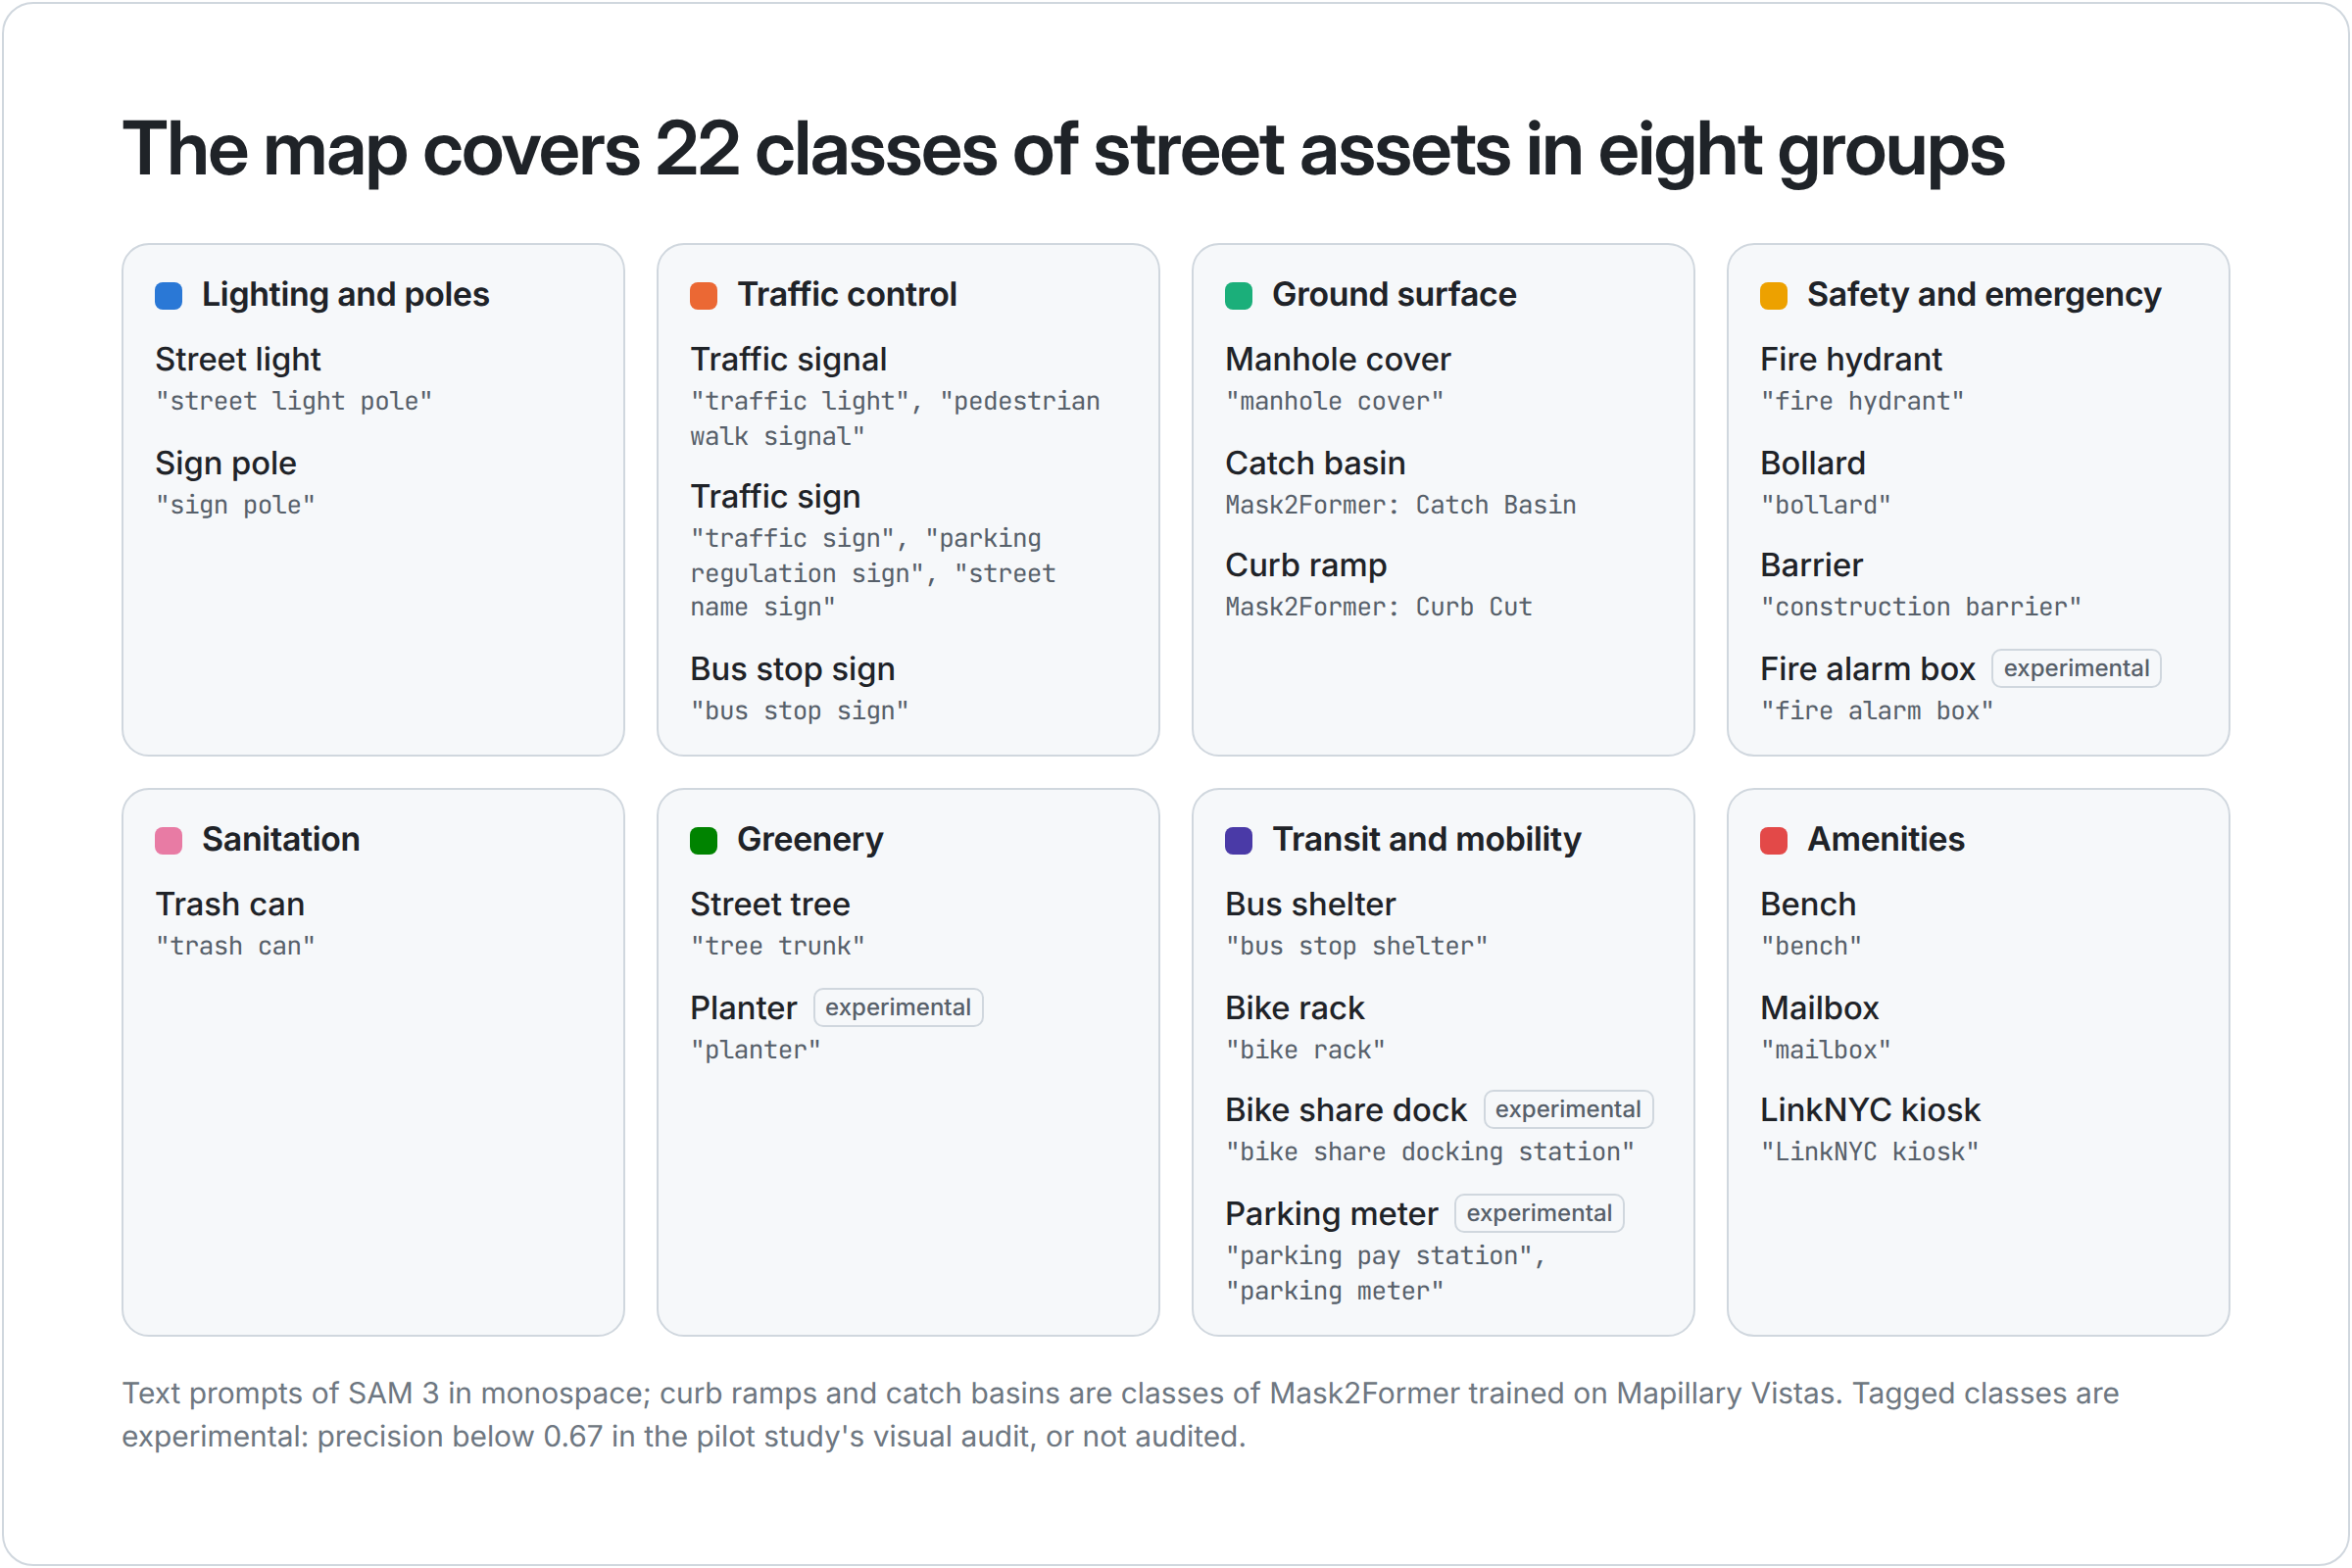 The map covers 22 classes of street assets in eight groups
Lighting and poles
Street light
"street light pole"
Sign pole
"sign pole"
Traffic control
Traffic signal
"traffic light", "pedestrian
walk signal"
Traffic sign
"traffic sign", "parking
regulation sign", "street
name sign"
Bus stop sign
"bus stop sign"
Ground surface
Manhole cover
"manhole cover"
Catch basin
Mask2Former: Catch Basin
Curb ramp
Mask2Former: Curb Cut
Safety and emergency
Fire hydrant
"fire hydrant"
Bollard
"bollard"
Barrier
"construction barrier"
Fire alarm box experimental
"fire alarm box"
Sanitation
Trash can
"trash can"
Greenery
Street tree
"tree trunk"
Planter experimental
"planter"
Transit and mobility
Bus shelter
"bus stop shelter"
Bike rack
"bike rack"
Bike share dock experimental
"bike share docking station"
Parking meter experimental
"parking pay station",
"parking meter"
Amenities
Bench
"bench"
Mailbox
"mailbox"
LinkNYC kiosk
"LinkNYC kiosk"
Text prompts of SAM 3 in monospace; curb ramps and catch basins are classes of Mask2Former trained on Mapillary Vistas. Tagged classes are
experimental: precision below 0.67 in the pilot study's visual audit, or not audited.